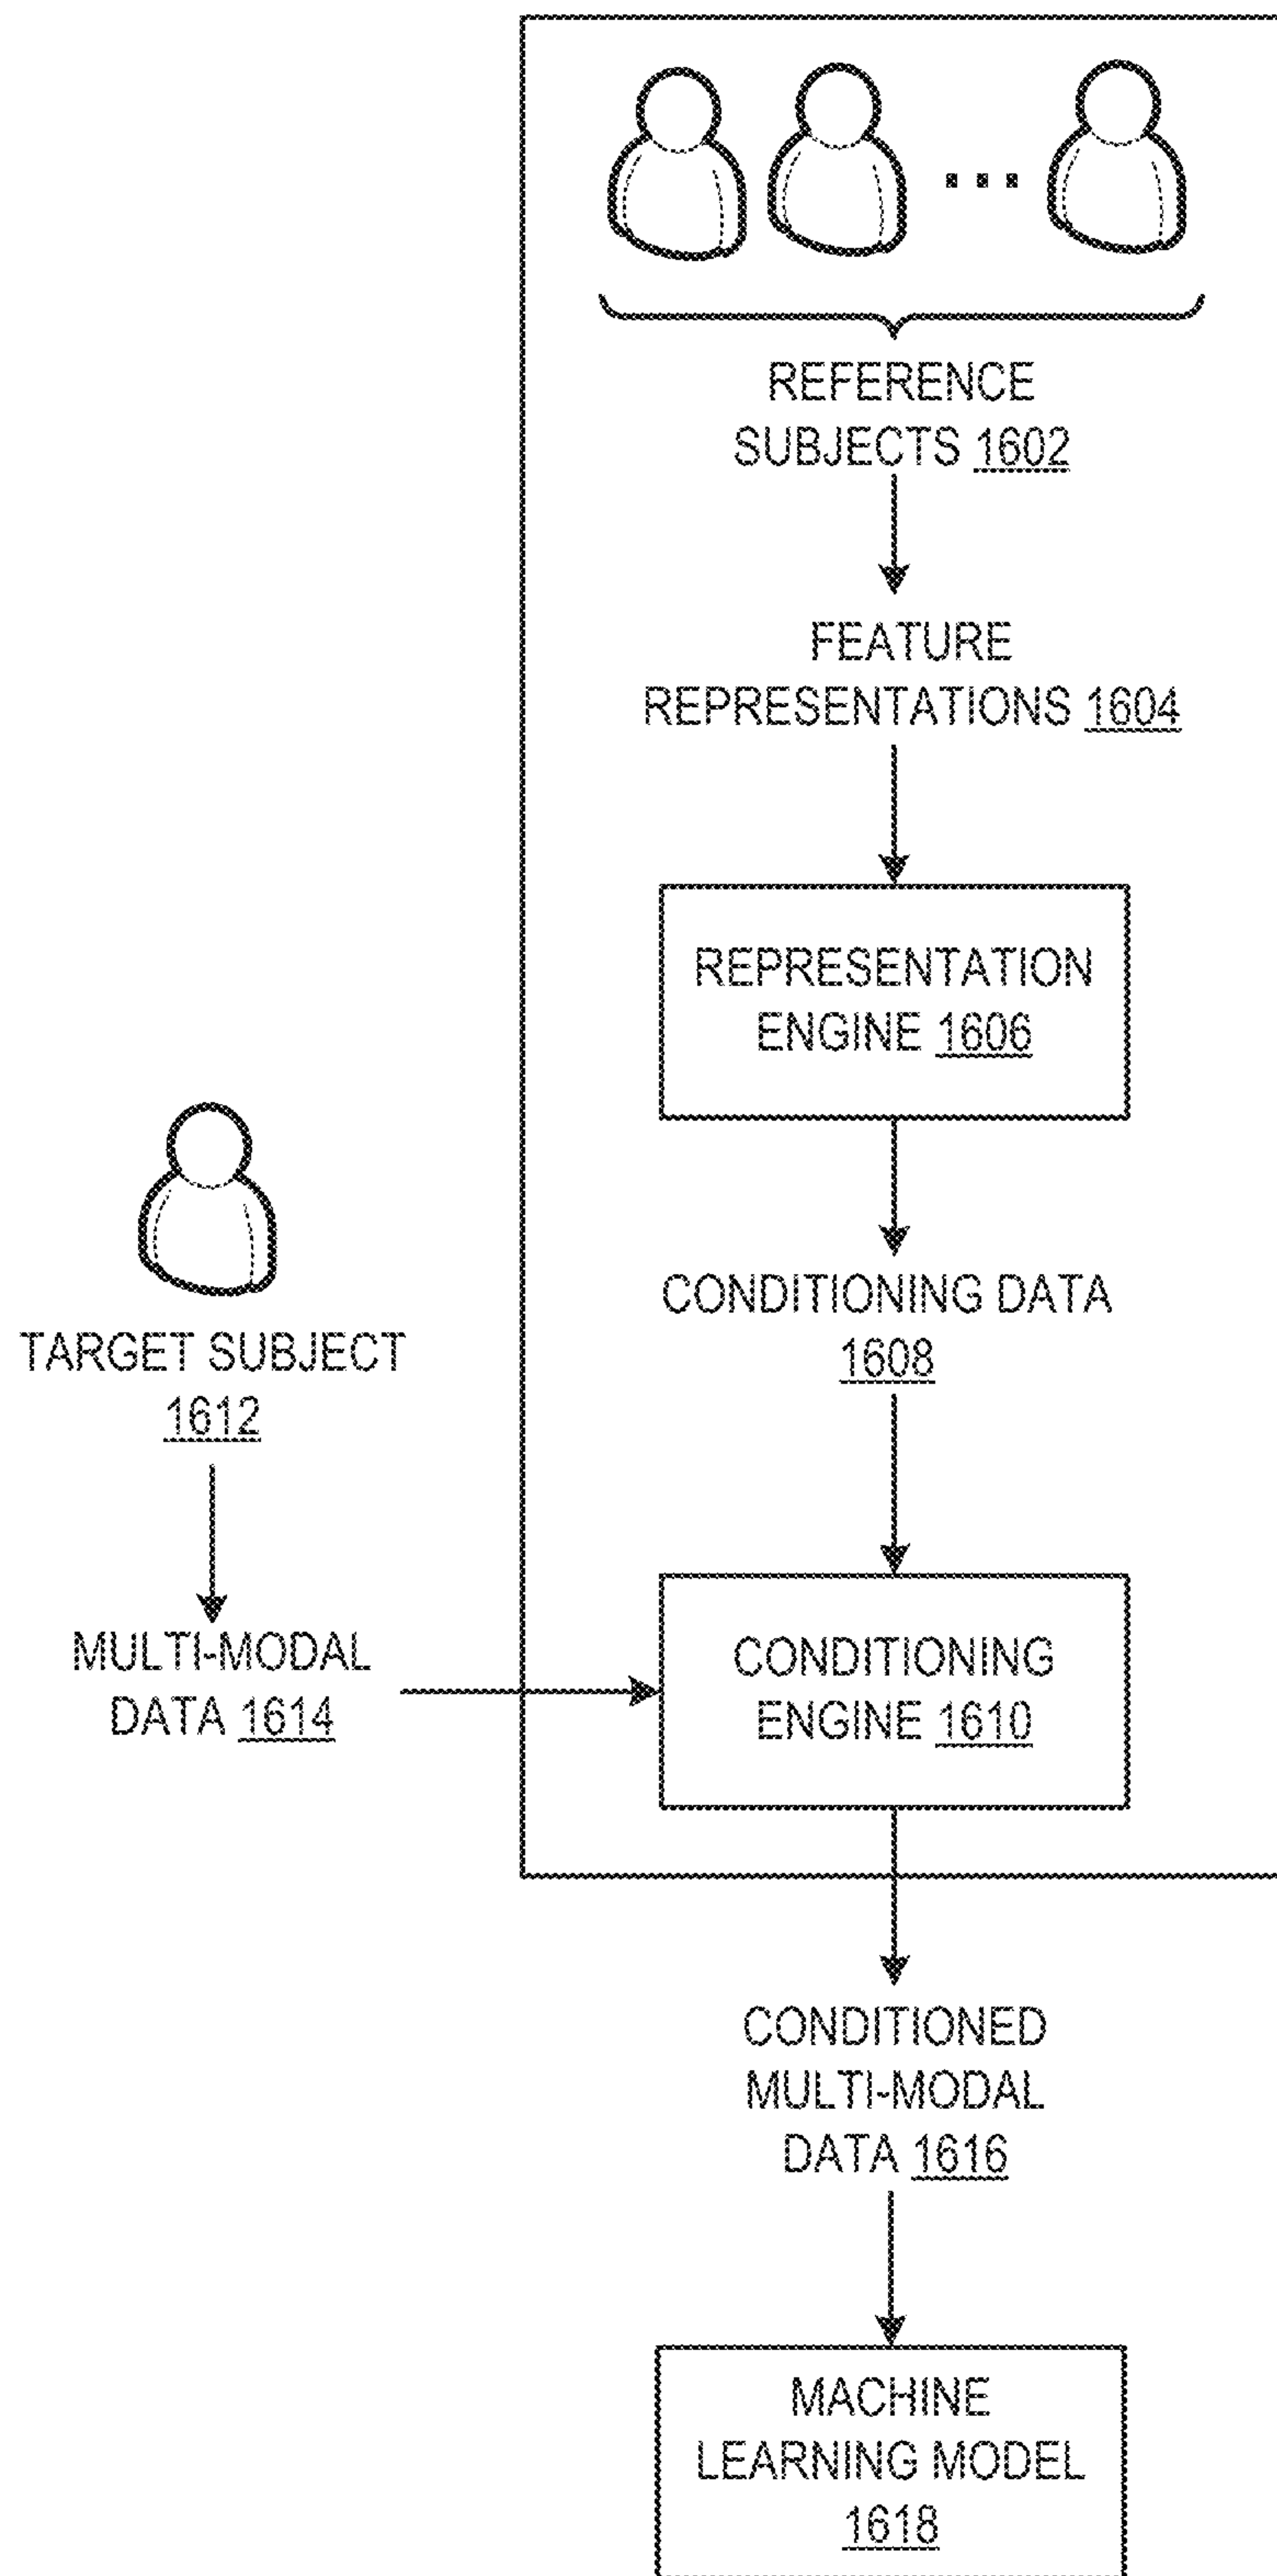 REFERENCE
SUBJECTS 1602
FEATURE
REPRESENTATIONS 1604
REPRESENTATION
ENGINE 1606
CONDITIONING DATA
1608
TARGET SUBJECT
1612
MULTI-MODAL
DATA 1614
CONDITIONING
ENGINE 1610
CONDITIONED
MULTI-MODAL
DATA 1616
MACHINE
LEARNING MODEL
1618